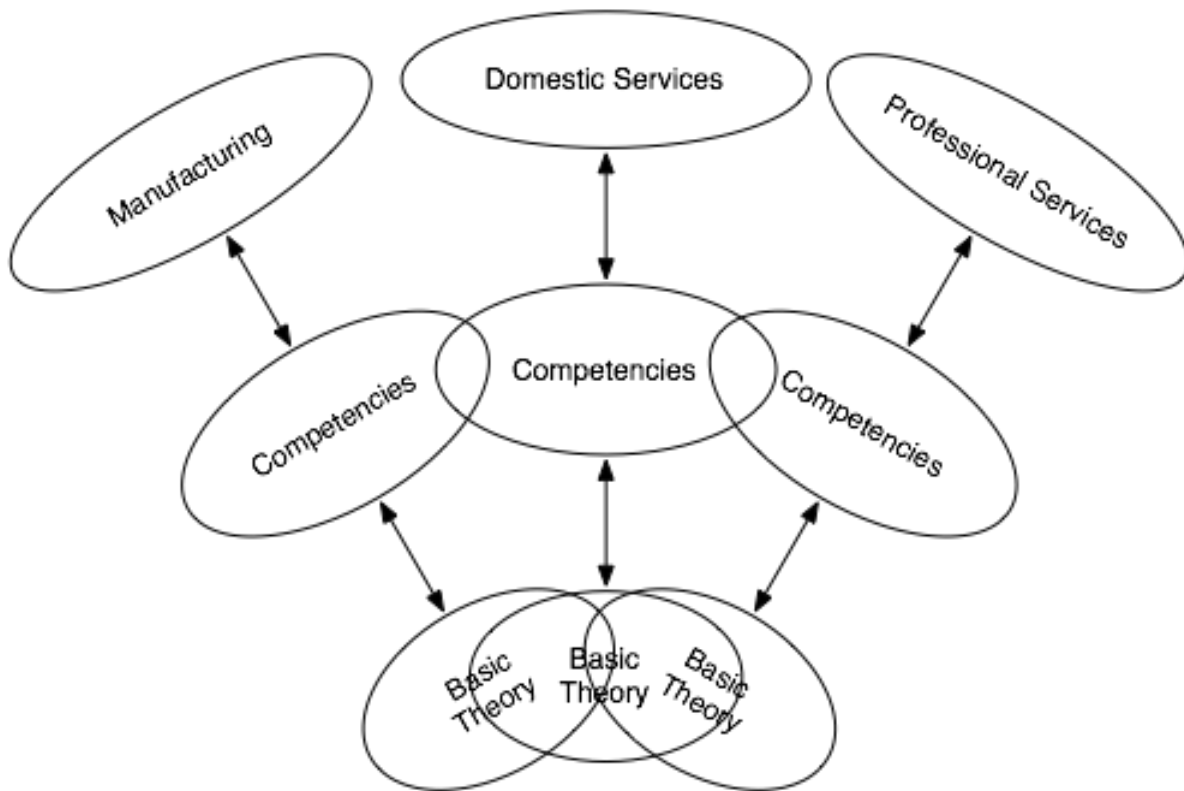 Domestic Services
Manufacturing
Professional Services
Competencies
Competencies
Competencies
Basic
Theory
Basic
Theory
Basic
Theory